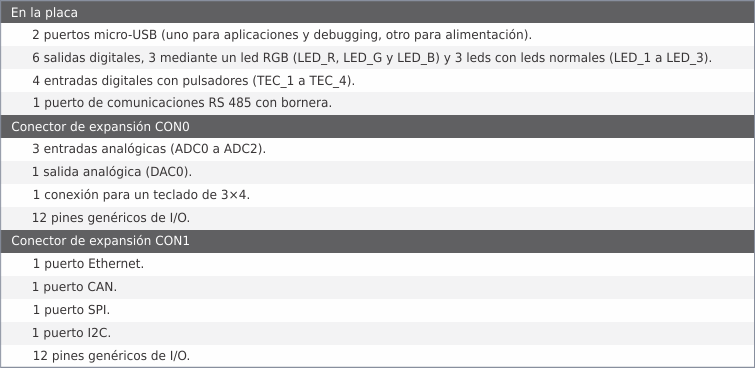 En la placa
2 puertos micro-USB (uno para aplicaciones y debugging, otro para alimentación).
6 salidas digitales, 3 mediante un led RGB (LED_R, LED_G y LED_B) y 3 leds con leds normales (LED_1 a LED_3).
4 entradas digitales con pulsadores (TEC_1 a TEC_4).
1 puerto de comunicaciones RS 485 con bornera.
Conector de expansión CON0
3 entradas analógicas (ADC0 a ADC2).
1 salida analógica (DAC0).
1 conexión para un teclado de 3×4.
12 pines genéricos de I/O.
Conector de expansión CON1
1 puerto Ethernet.
1 puerto CAN.
1 puerto SPI.
1 puerto I2C.
12 pines genéricos de I/O.